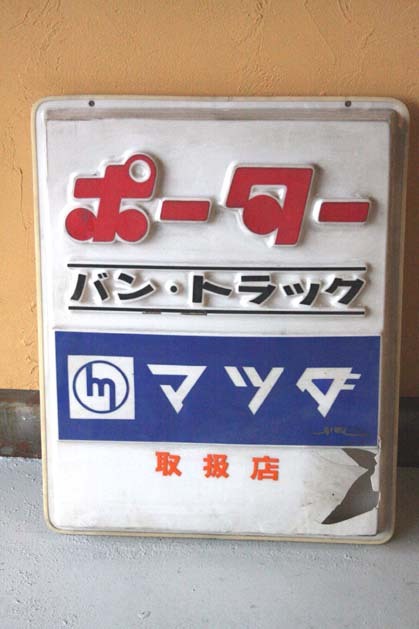 ポーター
バン・トラック
マツダ
取扱店